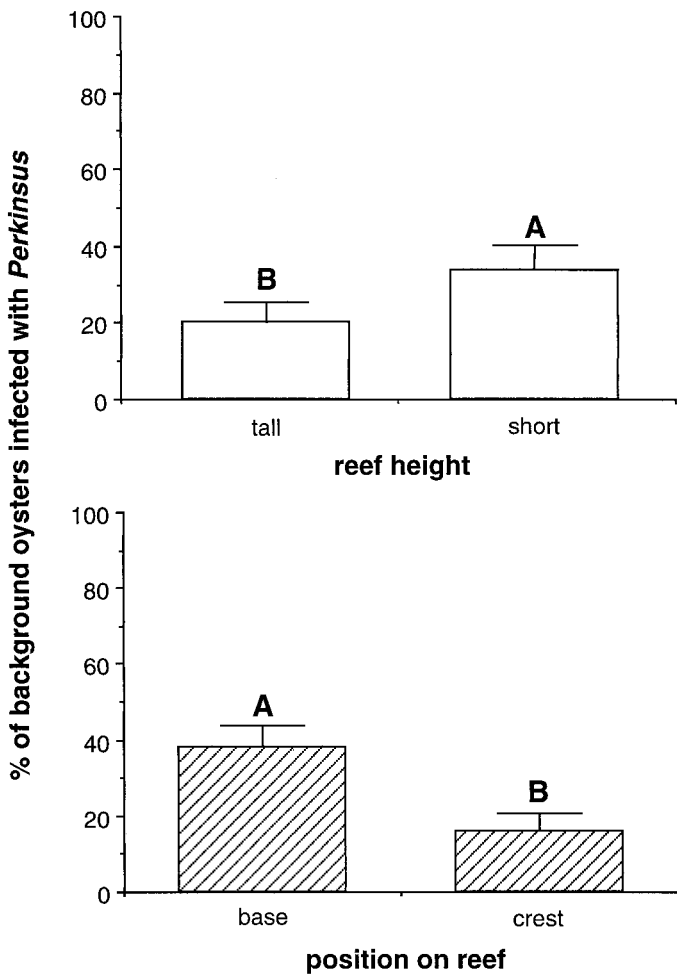 % of background oysters infected with Perkinsus
100
80
60
40
20
0
B
A
tall short
reef height
100
80
60
40
20
0
A
B
base crest
position on reef